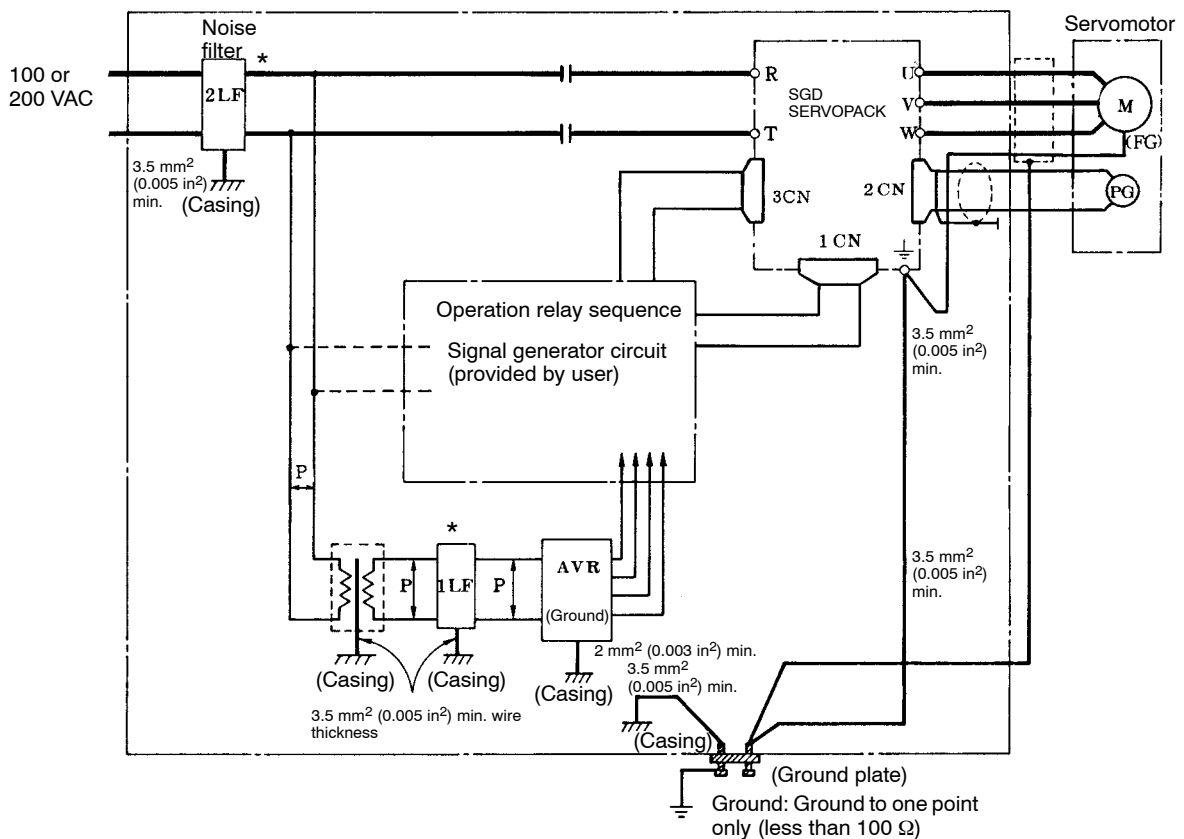 Noise
filter
*
Servomotor
100 or
200 VAC
2LF
R
T
SGD
SERVOPACK
U
V
W
M
(FG)
3.5 mm²
(0.005 in²)
min.
(Casing)
3CN
2CN
PG
1CN
Operation relay sequence
Signal generator circuit
(provided by user)
3.5 mm²
(0.005 in²)
min.
P
*
P
1LF
P
AVR
(Ground)
3.5 mm²
(0.005 in²)
min.
(Casing)
(Casing)
(Casing)
2 mm² (0.003 in²) min.
3.5 mm²
(0.005 in²) min.
3.5 mm² (0.005 in²) min. wire
thickness
(Casing)
(Ground plate)
Ground: Ground to one point
only (less than 100 Ω)